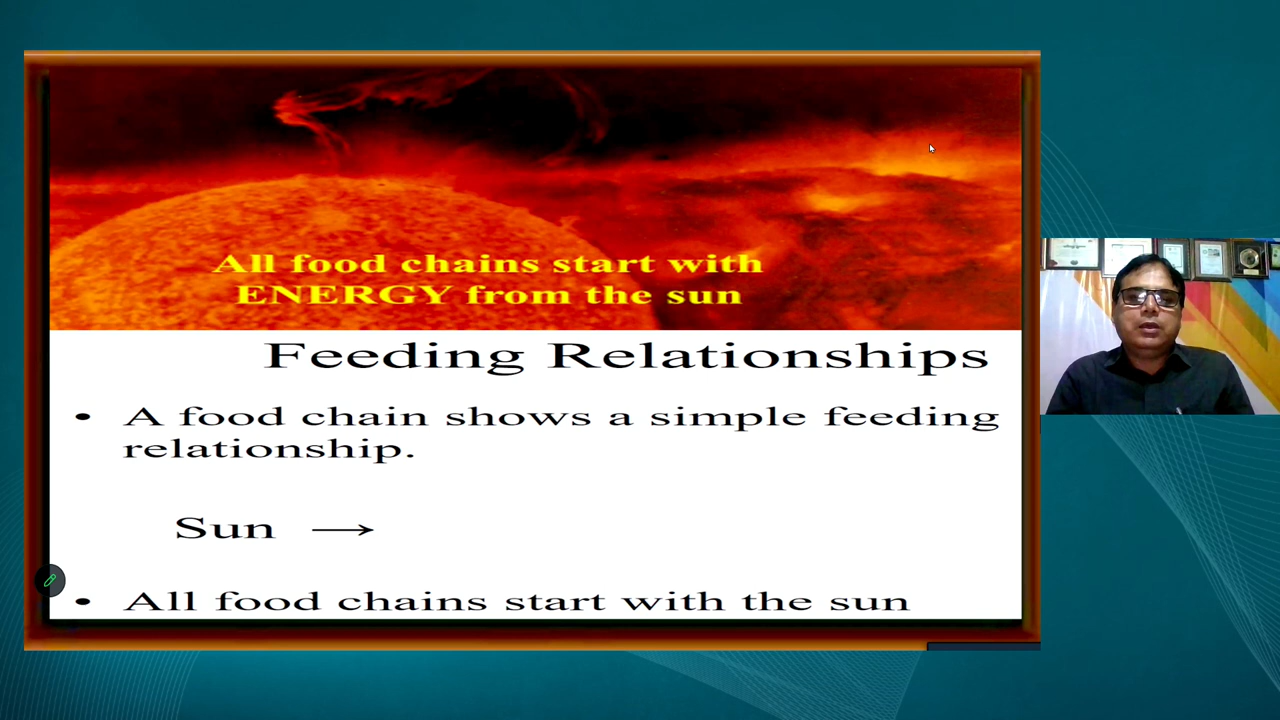 All food chains start with
ENERGY from the sun
Feeding Relationships
• A food chain shows a simple feeding
relationship.
Sun →
• All food chains start with the sun